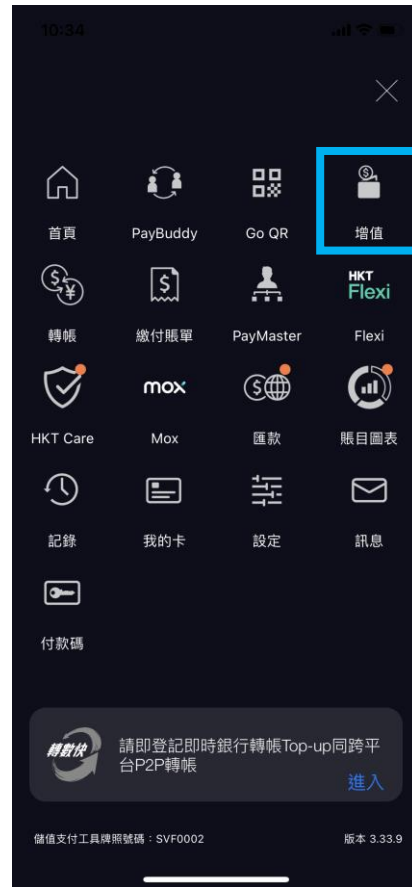 10:34
首頁
PayBuddy
Go QR
增值
HKT
Flexi
轉帳
繳付賬單
PayMaster
Flexi
mox
HKT Care
Mox
匯款
賬目圖表
記錄
我的卡
設定
訊息
付款碼
轉數快
請即登記即時銀行轉帳Top-up同跨平
台P2P轉帳
進入
儲值支付工具牌照號碼：SVF0002
版本 3.33.9